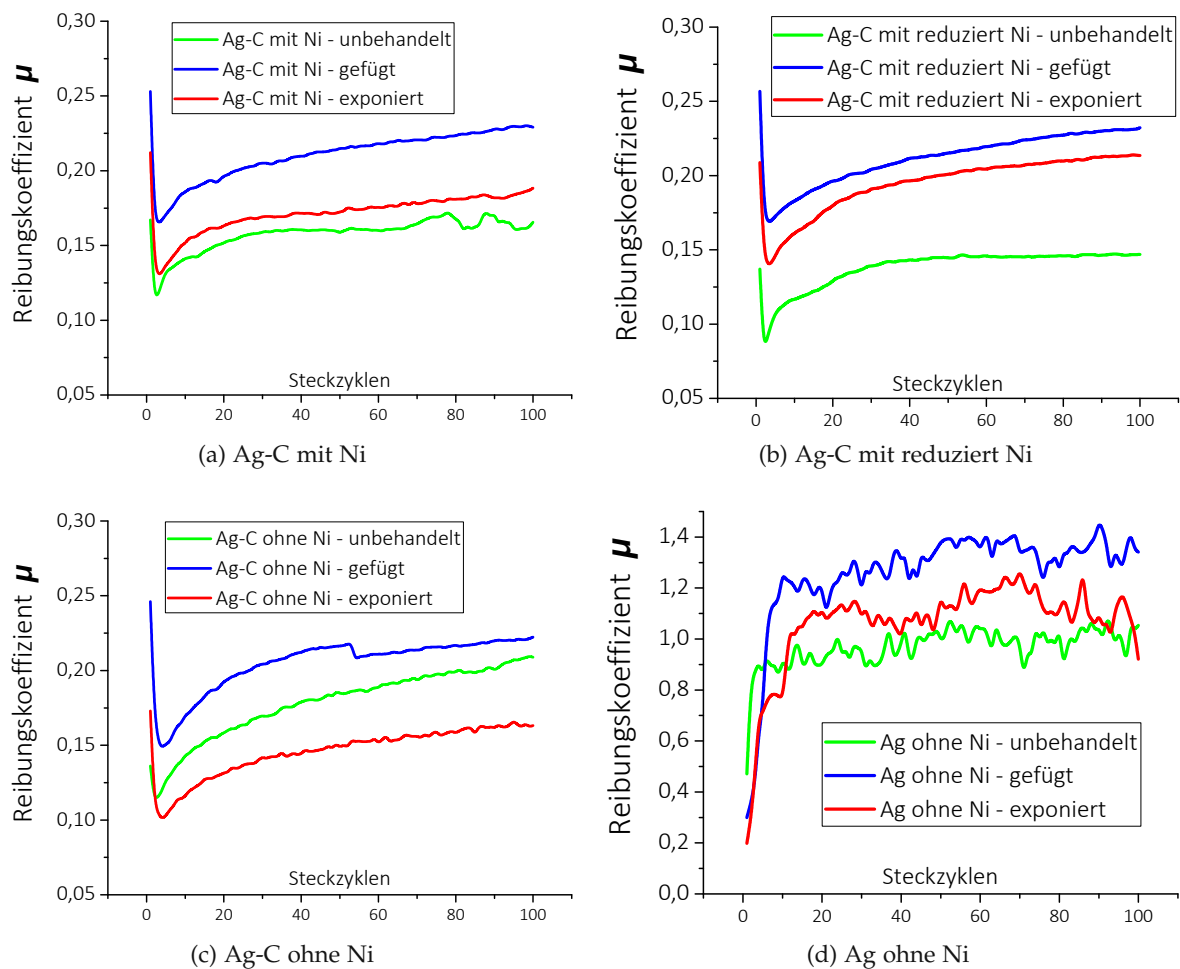 0,30
0,25
0,20
0,15
0,10
0,05
Reibungskoeffizient μ
Ag-C mit Ni - unbehandelt
Ag-C mit Ni - gefügt
Ag-C mit Ni - exponiert
Steckzyklen
0 20 40 60 80 100
(a) Ag-C mit Ni
0,30
0,25
0,20
0,15
0,10
0,05
Reibungskoeffizient μ
Ag-C mit reduziert Ni - unbehandelt
Ag-C mit reduziert Ni - gefügt
Ag-C mit reduziert Ni - exponiert
Steckzyklen
0 20 40 60 80 100
(b) Ag-C mit reduziert Ni
0,30
0,25
0,20
0,15
0,10
0,05
Reibungskoeffizient μ
Ag-C ohne Ni - unbehandelt
Ag-C ohne Ni - gefügt
Ag-C ohne Ni - exponiert
Steckzyklen
0 20 40 60 80 100
(c) Ag-C ohne Ni
1,4
1,2
1,0
0,8
0,6
0,4
0,2
0,0
Reibungskoeffizient μ
Ag ohne Ni - unbehandelt
Ag ohne Ni - gefügt
Ag ohne Ni - exponiert
Steckzyklen
0 20 40 60 80 100
(d) Ag ohne Ni